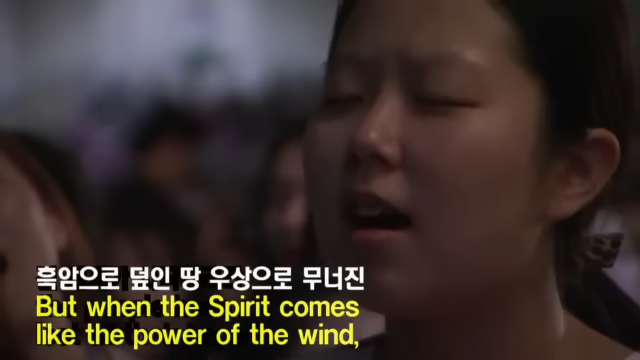 흑암으로 덮인 땅 우상으로 무너진
But when the Spirit comes
like the power of the wind,